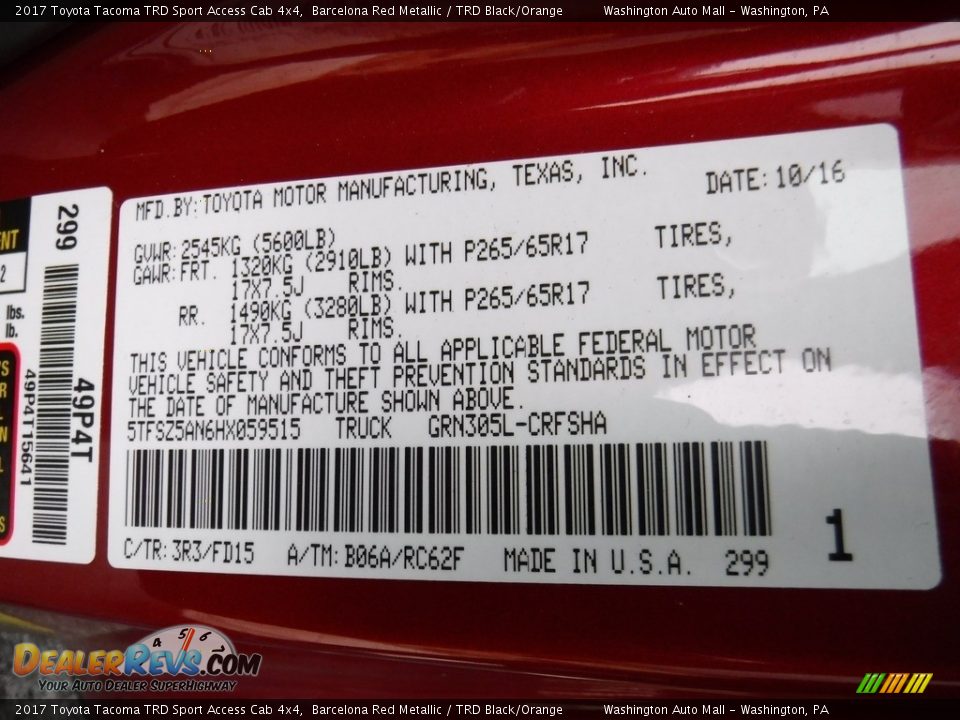 2017 Toyota Tacoma TRD Sport Access Cab 4x4, Barcelona Red Metallic / TRD Black/Orange Washington Auto Mall - Washington, PA
MFD.BY:TOYOTA MOTOR MANUFACTURING, TEXAS, INC. DATE:10/16
GVWR:2545KG (5600LB)
GAWR:FRT. 1320KG (2910LB) WITH P265/65R17 TIRES,
17X7.5J RIMS.
RR. 1490KG (3280LB) WITH P265/65R17 TIRES,
17X7.5J RIMS.
THIS VEHICLE CONFORMS TO ALL APPLICABLE FEDERAL MOTOR
VEHICLE SAFETY AND THEFT PREVENTION STANDARDS IN EFFECT ON
THE DATE OF MANUFACTURE SHOWN ABOVE.
5TFSZ5AN6HX059515 TRUCK GRN305L-CRFSHA
C/TR:3R3/FD15 A/TM:B06A/RC62F MADE IN U.S.A. 299
1
299
49P4T
49P4T15641
lbs.
lb.
4 5 6
DEALERREVS.COM
YOUR AUTO DEALER SUPERHIGHWAY
2017 Toyota Tacoma TRD Sport Access Cab 4x4, Barcelona Red Metallic / TRD Black/Orange Washington Auto Mall - Washington, PA